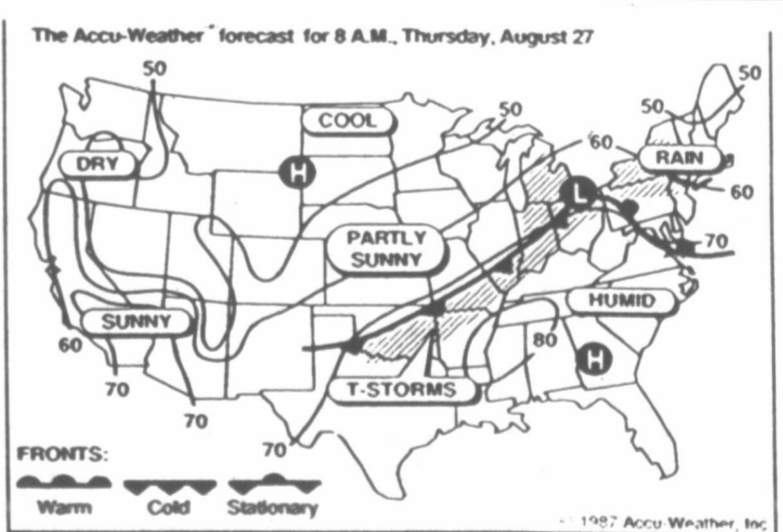 The Accu-Weather™ forecast for 8 A.M., Thursday, August 27
50
COOL
50
50
50
DRY
H
60
RAIN
60
L
PARTLY
SUNNY
70
SUNNY
HUMID
60
80
H
70
T-STORMS
70
70
FRONTS:
Warm
Cold
Stationary
© 1987 Accu-Weather, Inc